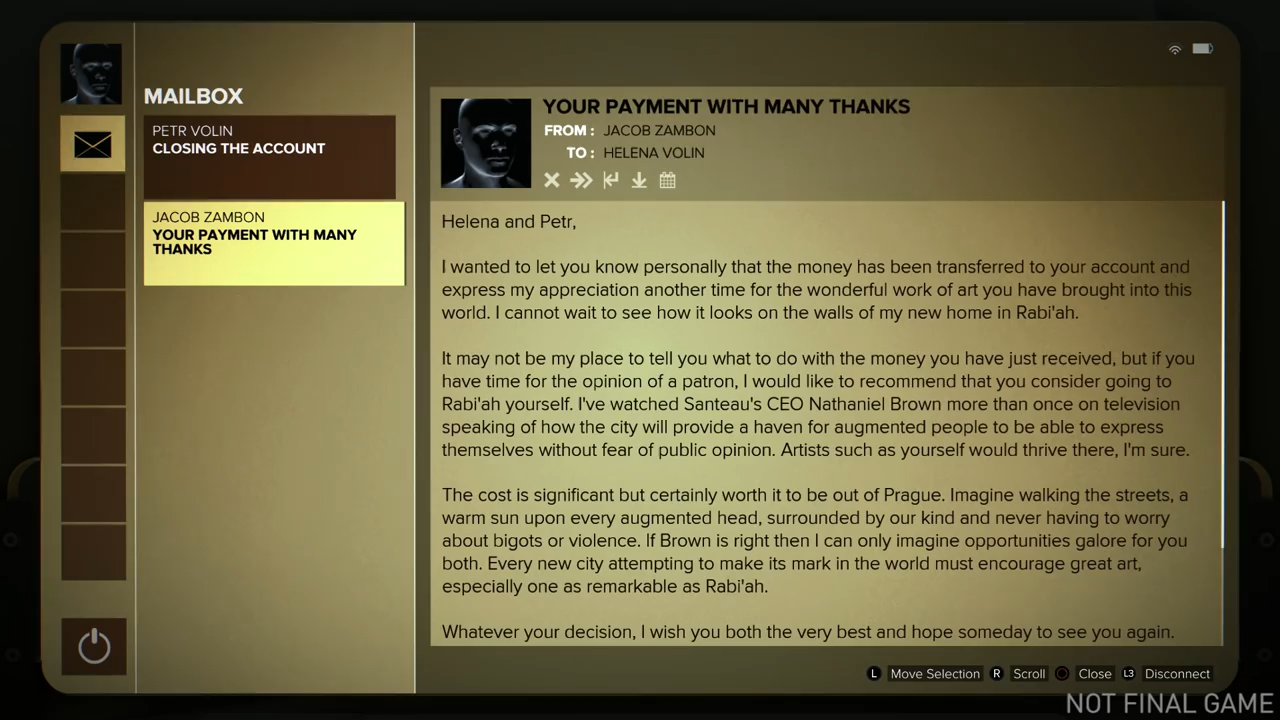 MAILBOX
PETR VOLIN
CLOSING THE ACCOUNT
JACOB ZAMBON
YOUR PAYMENT WITH MANY
THANKS
YOUR PAYMENT WITH MANY THANKS
FROM : JACOB ZAMBON
TO : HELENA VOLIN
Helena and Petr,
I wanted to let you know personally that the money has been transferred to your account and
express my appreciation another time for the wonderful work of art you have brought into this
world. I cannot wait to see how it looks on the walls of my new home in Rabi'ah.
It may not be my place to tell you what to do with the money you have just received, but if you
have time for the opinion of a patron, I would like to recommend that you consider going to
Rabi'ah yourself. I've watched Santeau's CEO Nathaniel Brown more than once on television
speaking of how the city will provide a haven for augmented people to be able to express
themselves without fear of public opinion. Artists such as yourself would thrive there, I'm sure.
The cost is significant but certainly worth it to be out of Prague. Imagine walking the streets, a
warm sun upon every augmented head, surrounded by our kind and never having to worry
about bigots or violence. If Brown is right then I can only imagine opportunities galore for you
both. Every new city attempting to make its mark in the world must encourage great art,
especially one as remarkable as Rabi'ah.
Whatever your decision, I wish you both the very best and hope someday to see you again.
L Move Selection R Scroll Close L3 Disconnect
NOT FINAL GAME